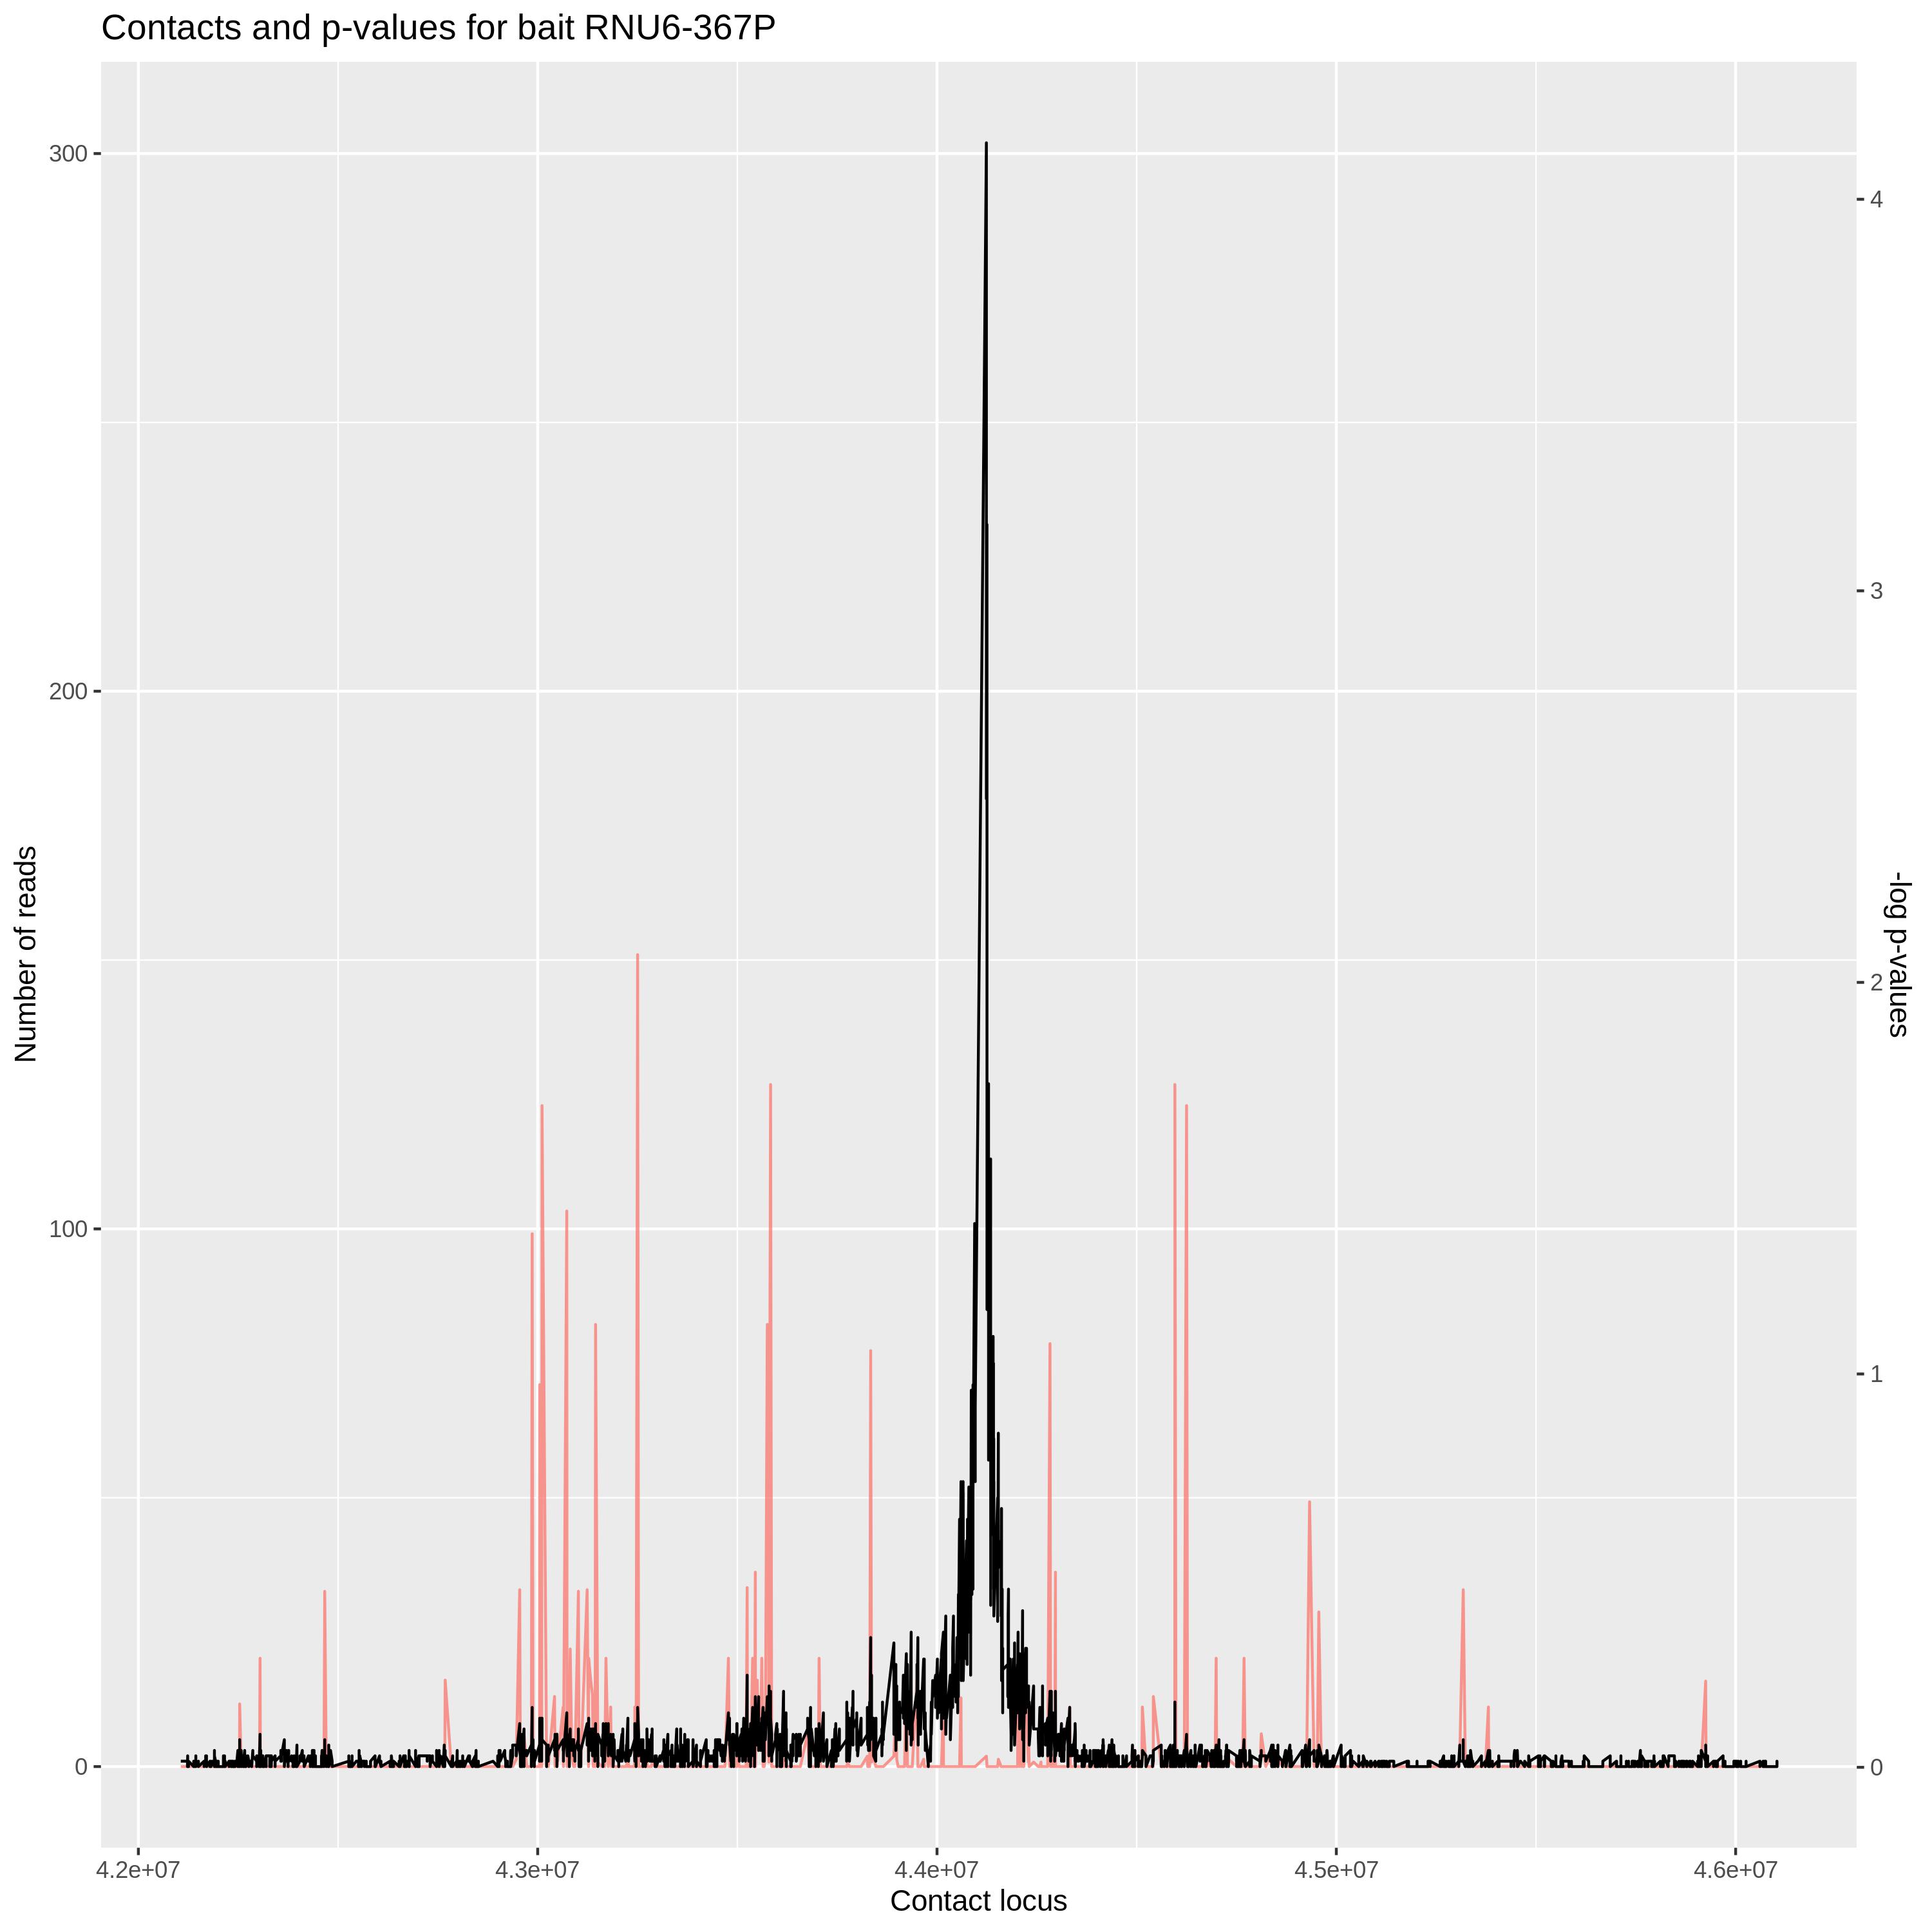 Contacts and p-values for bait RNU6-367P
300
200
100
0
Number of reads
4
3
2
1
0
-log p-values
4.2e+07
4.3e+07
4.4e+07
4.5e+07
4.6e+07
Contact locus